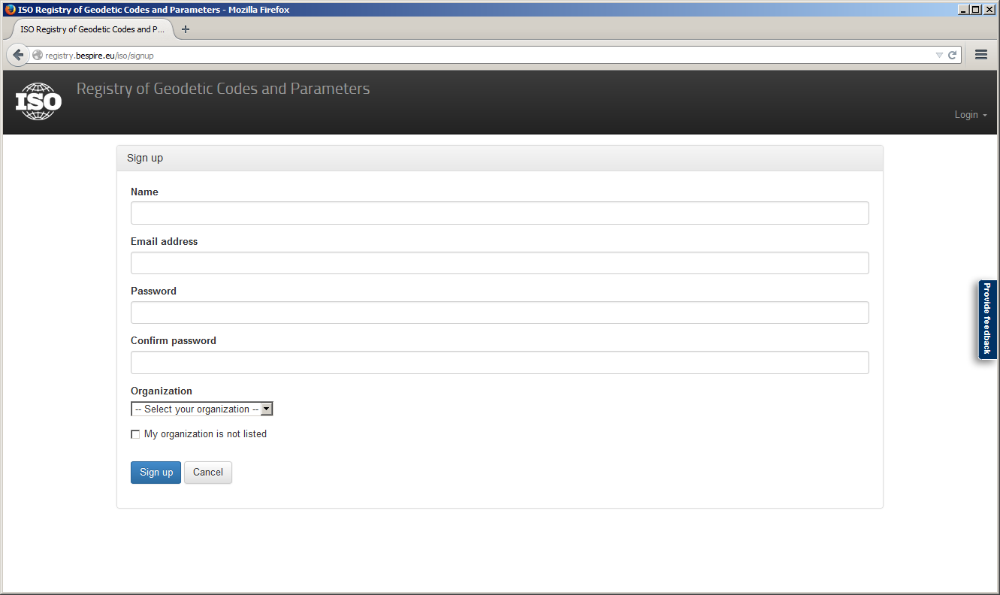 ISO Registry of Geodetic Codes and Parameters - Mozilla Firefox
ISO Registry of Geodetic Codes and P...
registry.bespire.eu/iso/signup
ISO
Registry of Geodetic Codes and Parameters
Login
Sign up
Name
Email address
Password
Confirm password
Organization
-- Select your organization --
My organization is not listed
Sign up Cancel
Provide feedback